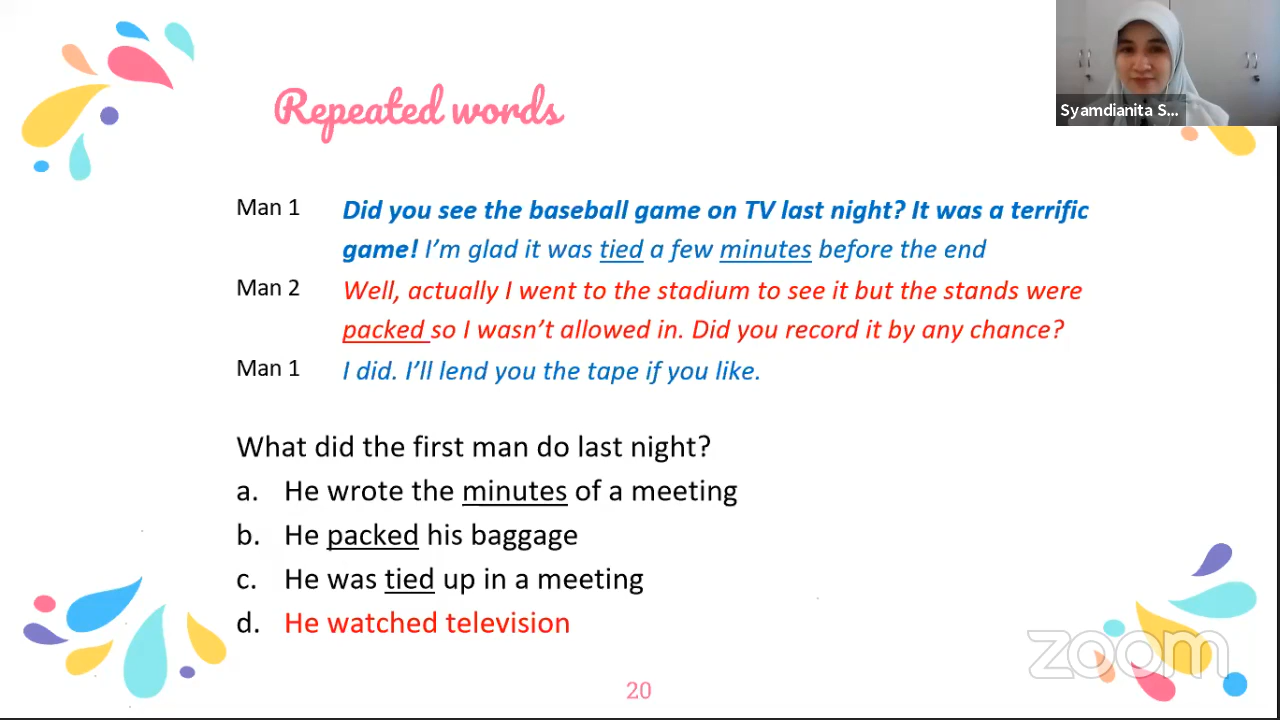 Repeated words
Syamdianita S...
Man 1 Did you see the baseball game on TV last night? It was a terrific
game! I'm glad it was tied a few minutes before the end
Man 2 Well, actually I went to the stadium to see it but the stands were
packed so I wasn't allowed in. Did you record it by any chance?
Man 1 I did. I'll lend you the tape if you like.
What did the first man do last night?
a. He wrote the minutes of a meeting
b. He packed his baggage
c. He was tied up in a meeting
d. He watched television
zoom
20